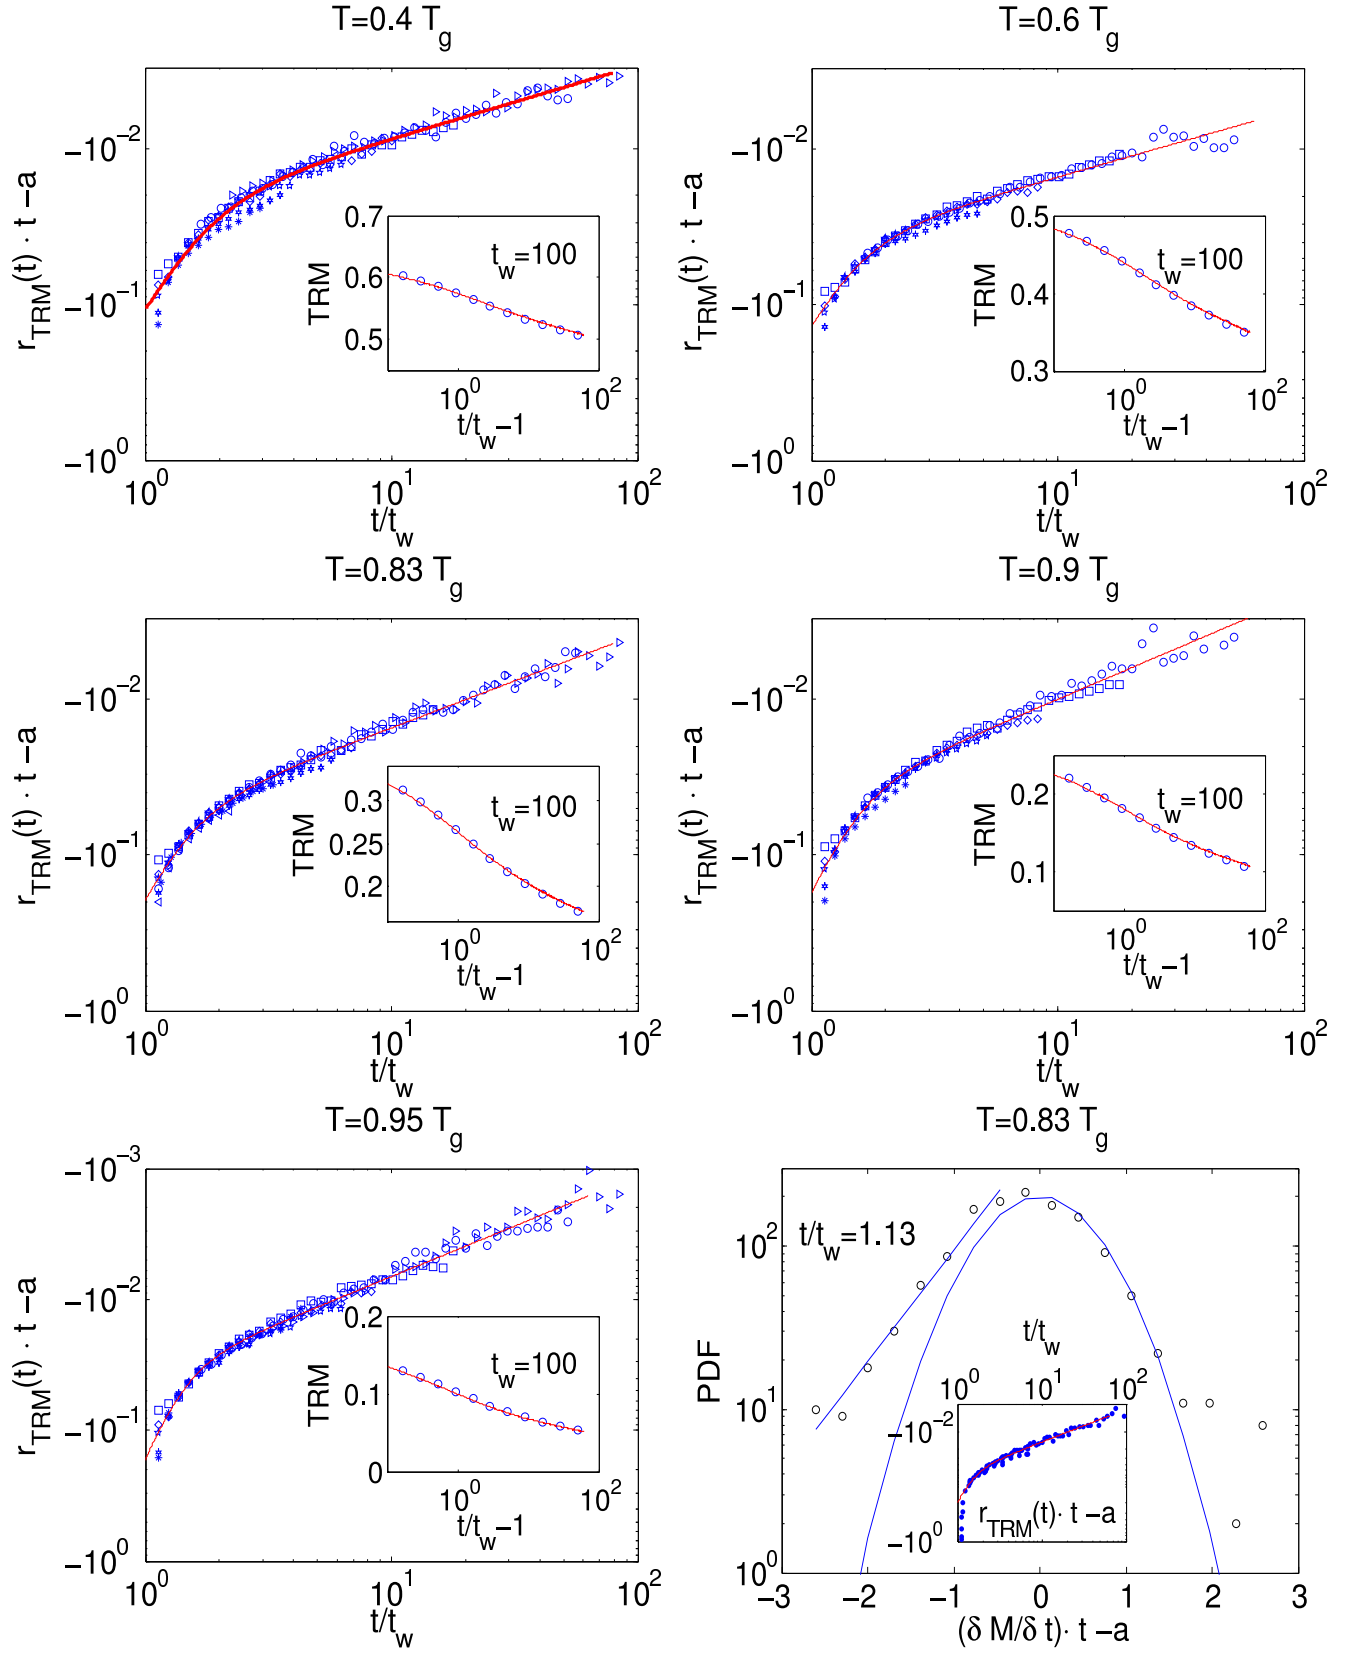 T=0.4 T_g
r_TRM(t) · t −a
−10^−2
−10^−1
−10^0
10^0 10^1 10^2
t/t_w
TRM
0.7
0.6
0.5
t_w=100
10^0 10^2
t/t_w−1
T=0.6 T_g
r_TRM(t) · t −a
−10^−2
−10^−1
−10^0
10^0 10^1 10^2
t/t_w
TRM
0.5
0.4
0.3
t_w=100
10^0 10^2
t/t_w−1
T=0.83 T_g
r_TRM(t) · t −a
−10^−2
−10^−1
−10^0
10^0 10^1 10^2
t/t_w
TRM
0.3
0.25
0.2
t_w=100
10^0 10^2
t/t_w−1
T=0.9 T_g
r_TRM(t) · t −a
−10^−2
−10^−1
−10^0
10^0 10^1 10^2
t/t_w
TRM
0.2
0.1
t_w=100
10^0 10^2
t/t_w−1
T=0.95 T_g
r_TRM(t) · t −a
−10^−3
−10^−2
−10^−1
−10^0
10^0 10^1 10^2
t/t_w
TRM
0.2
0.1
0
t_w=100
10^0 10^2
t/t_w−1
T=0.83 T_g
PDF
10^2
10^1
10^0
t/t_w=1.13
t/t_w
10^0 10^1 10^2
−10^−2
−10^0
r_TRM(t) · t −a
−3 −2 −1 0 1 2 3
(δ M/δ t) · t −a